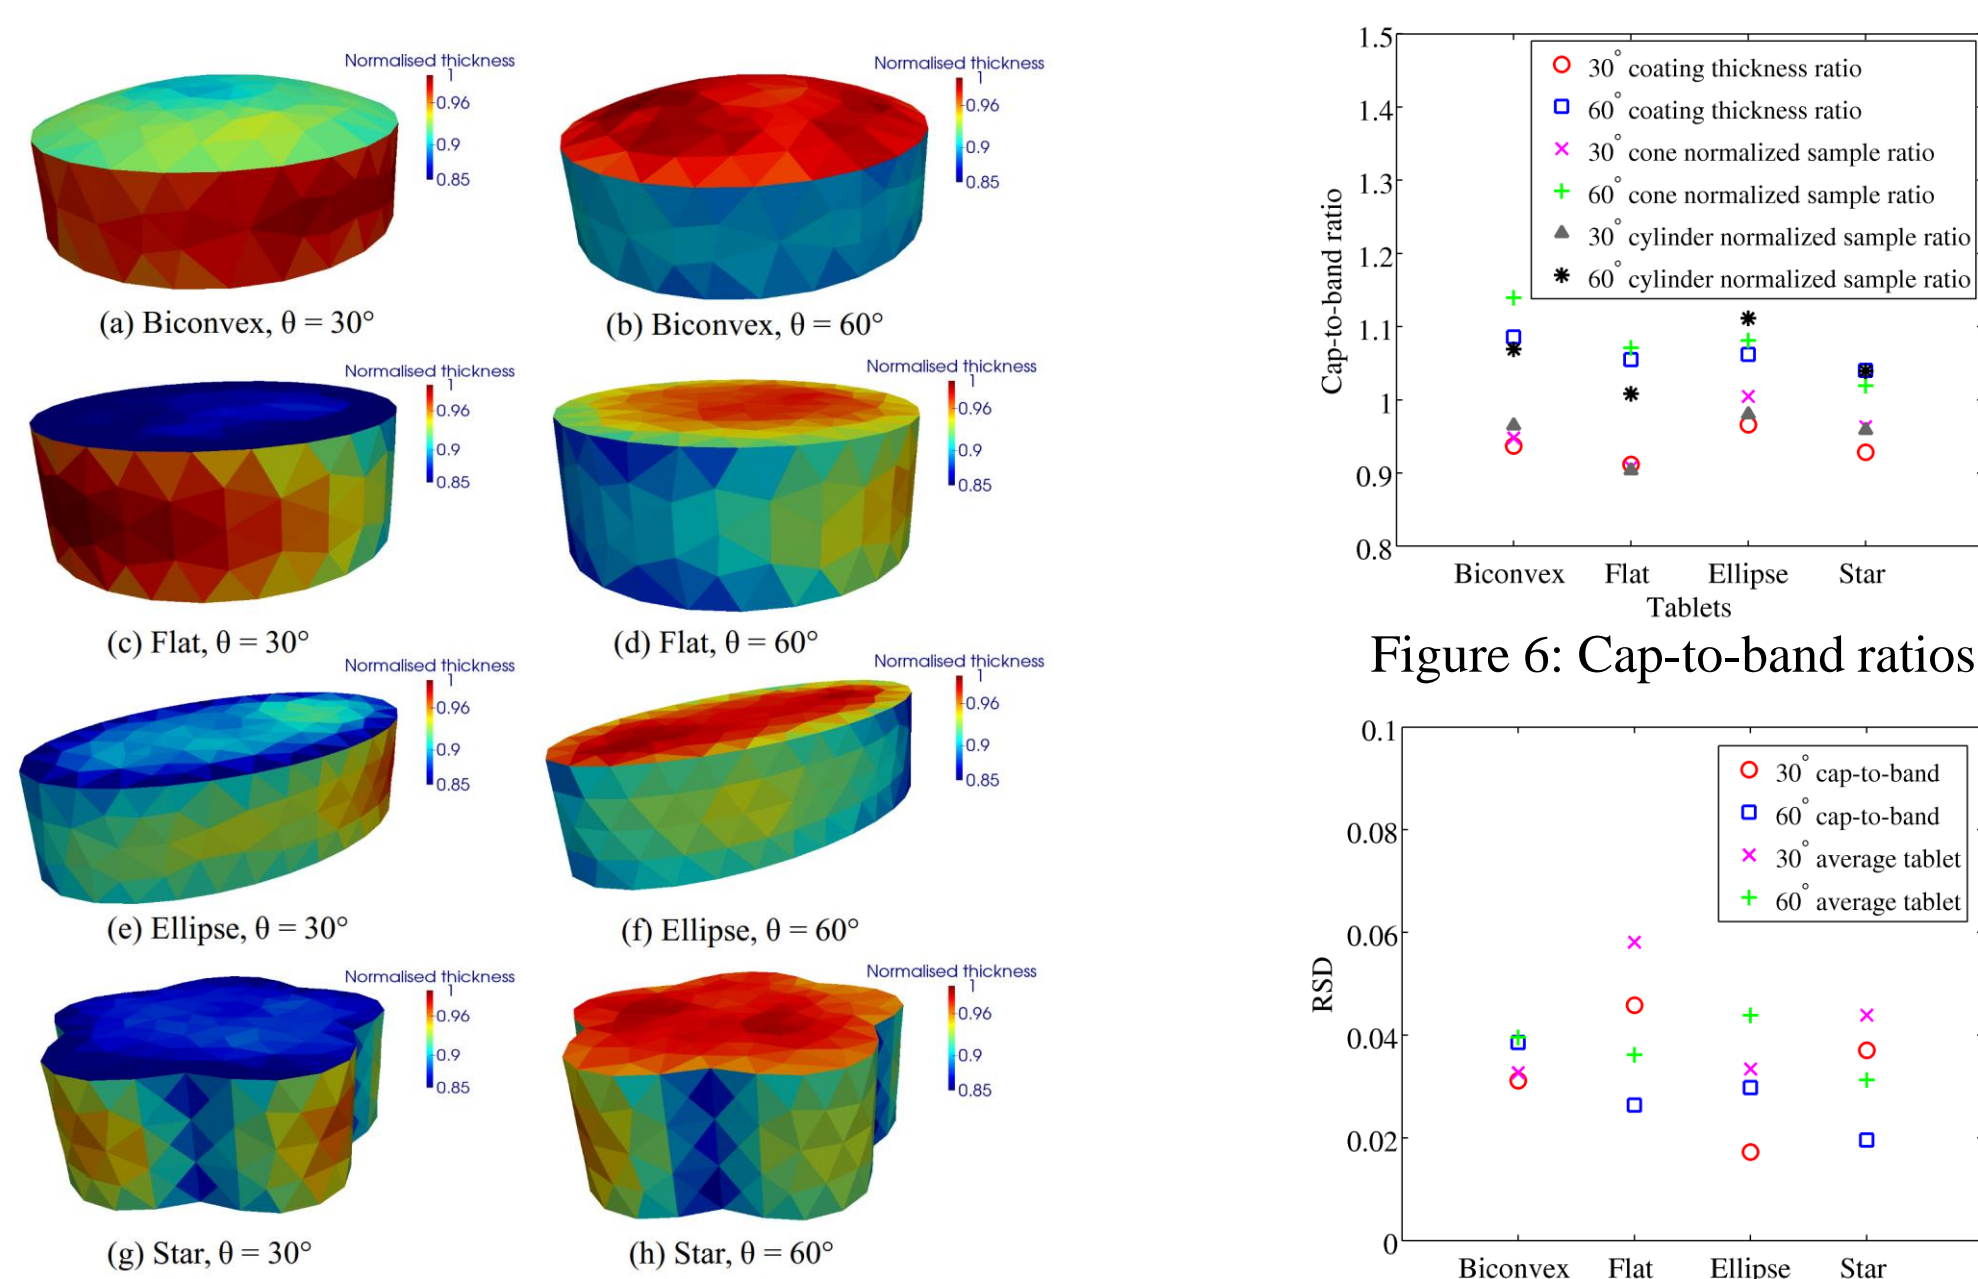 Normalised thickness
1
0.96
0.9
0.85
(a) Biconvex, θ = 30°
Normalised thickness
1
0.96
0.9
0.85
(b) Biconvex, θ = 60°
Normalised thickness
1
0.96
0.9
0.85
(c) Flat, θ = 30°
Normalised thickness
1
0.96
0.9
0.85
(d) Flat, θ = 60°
Normalised thickness
1
0.96
0.9
0.85
(e) Ellipse, θ = 30°
Normalised thickness
1
0.96
0.9
0.85
(f) Ellipse, θ = 60°
Normalised thickness
1
0.96
0.9
0.85
(g) Star, θ = 30°
Normalised thickness
1
0.96
0.9
0.85
(h) Star, θ = 60°
Cap-to-band ratio
1.5
1.4
1.3
1.2
1.1
1
0.9
0.8
30° coating thickness ratio
60° coating thickness ratio
30° cone normalized sample ratio
60° cone normalized sample ratio
30° cylinder normalized sample ratio
60° cylinder normalized sample ratio
Biconvex Flat Ellipse Star
Tablets
Figure 6: Cap-to-band ratios
RSD
0.1
0.08
0.06
0.04
0.02
0
30° cap-to-band
60° cap-to-band
30° average tablet
60° average tablet
Biconvex Flat Ellipse Star